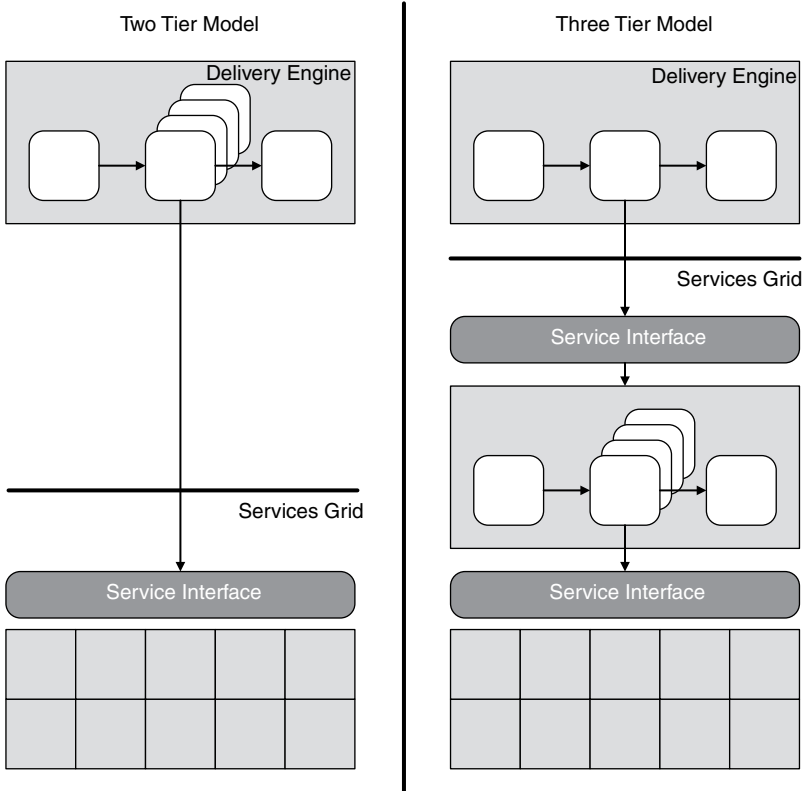 Two Tier Model
Delivery Engine
Services Grid
Service Interface
Three Tier Model
Delivery Engine
Services Grid
Service Interface
Service Interface